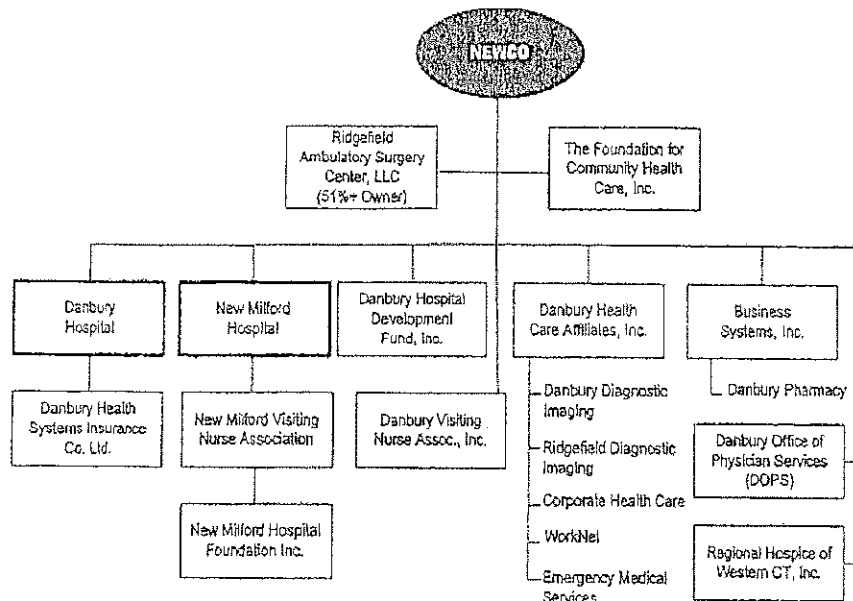 NEWCO
Ridgefield
Ambulatory Surgery
Center, LLC
(51%+ Owner)
The Foundation for
Community Health
Care, Inc.
Danbury
Hospital
New Milford
Hospital
Danbury Hospital
Development
Fund, Inc.
Danbury Health
Care Affiliates, Inc.
Business
Systems, Inc.
Danbury Health
Systems Insurance
Co. Ltd.
New Milford Visiting
Nurse Association
Danbury Visiting
Nurse Assoc., Inc.
Danbury Diagnostic
Imaging
Ridgefield Diagnostic
Imaging
Corporate Health Care
WorkNet
Emergency Medical
Services
Danbury Pharmacy
Danbury Office of
Physician Services
(DOPS)
New Milford Hospital
Foundation Inc.
Regional Hospice of
Western CT, Inc.